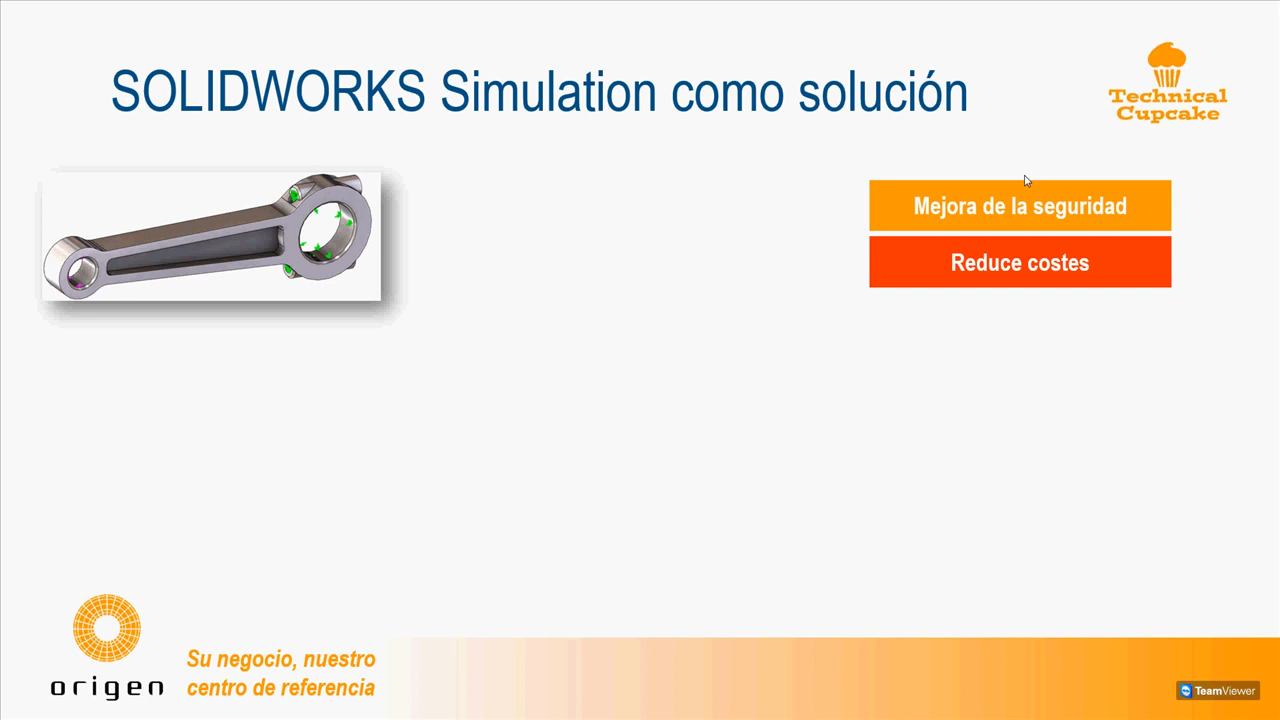 SOLIDWORKS Simulation como solución
Technical
Cupcake
Mejora de la seguridad
Reduce costes
Su negocio, nuestro
centro de referencia
origen
TeamViewer